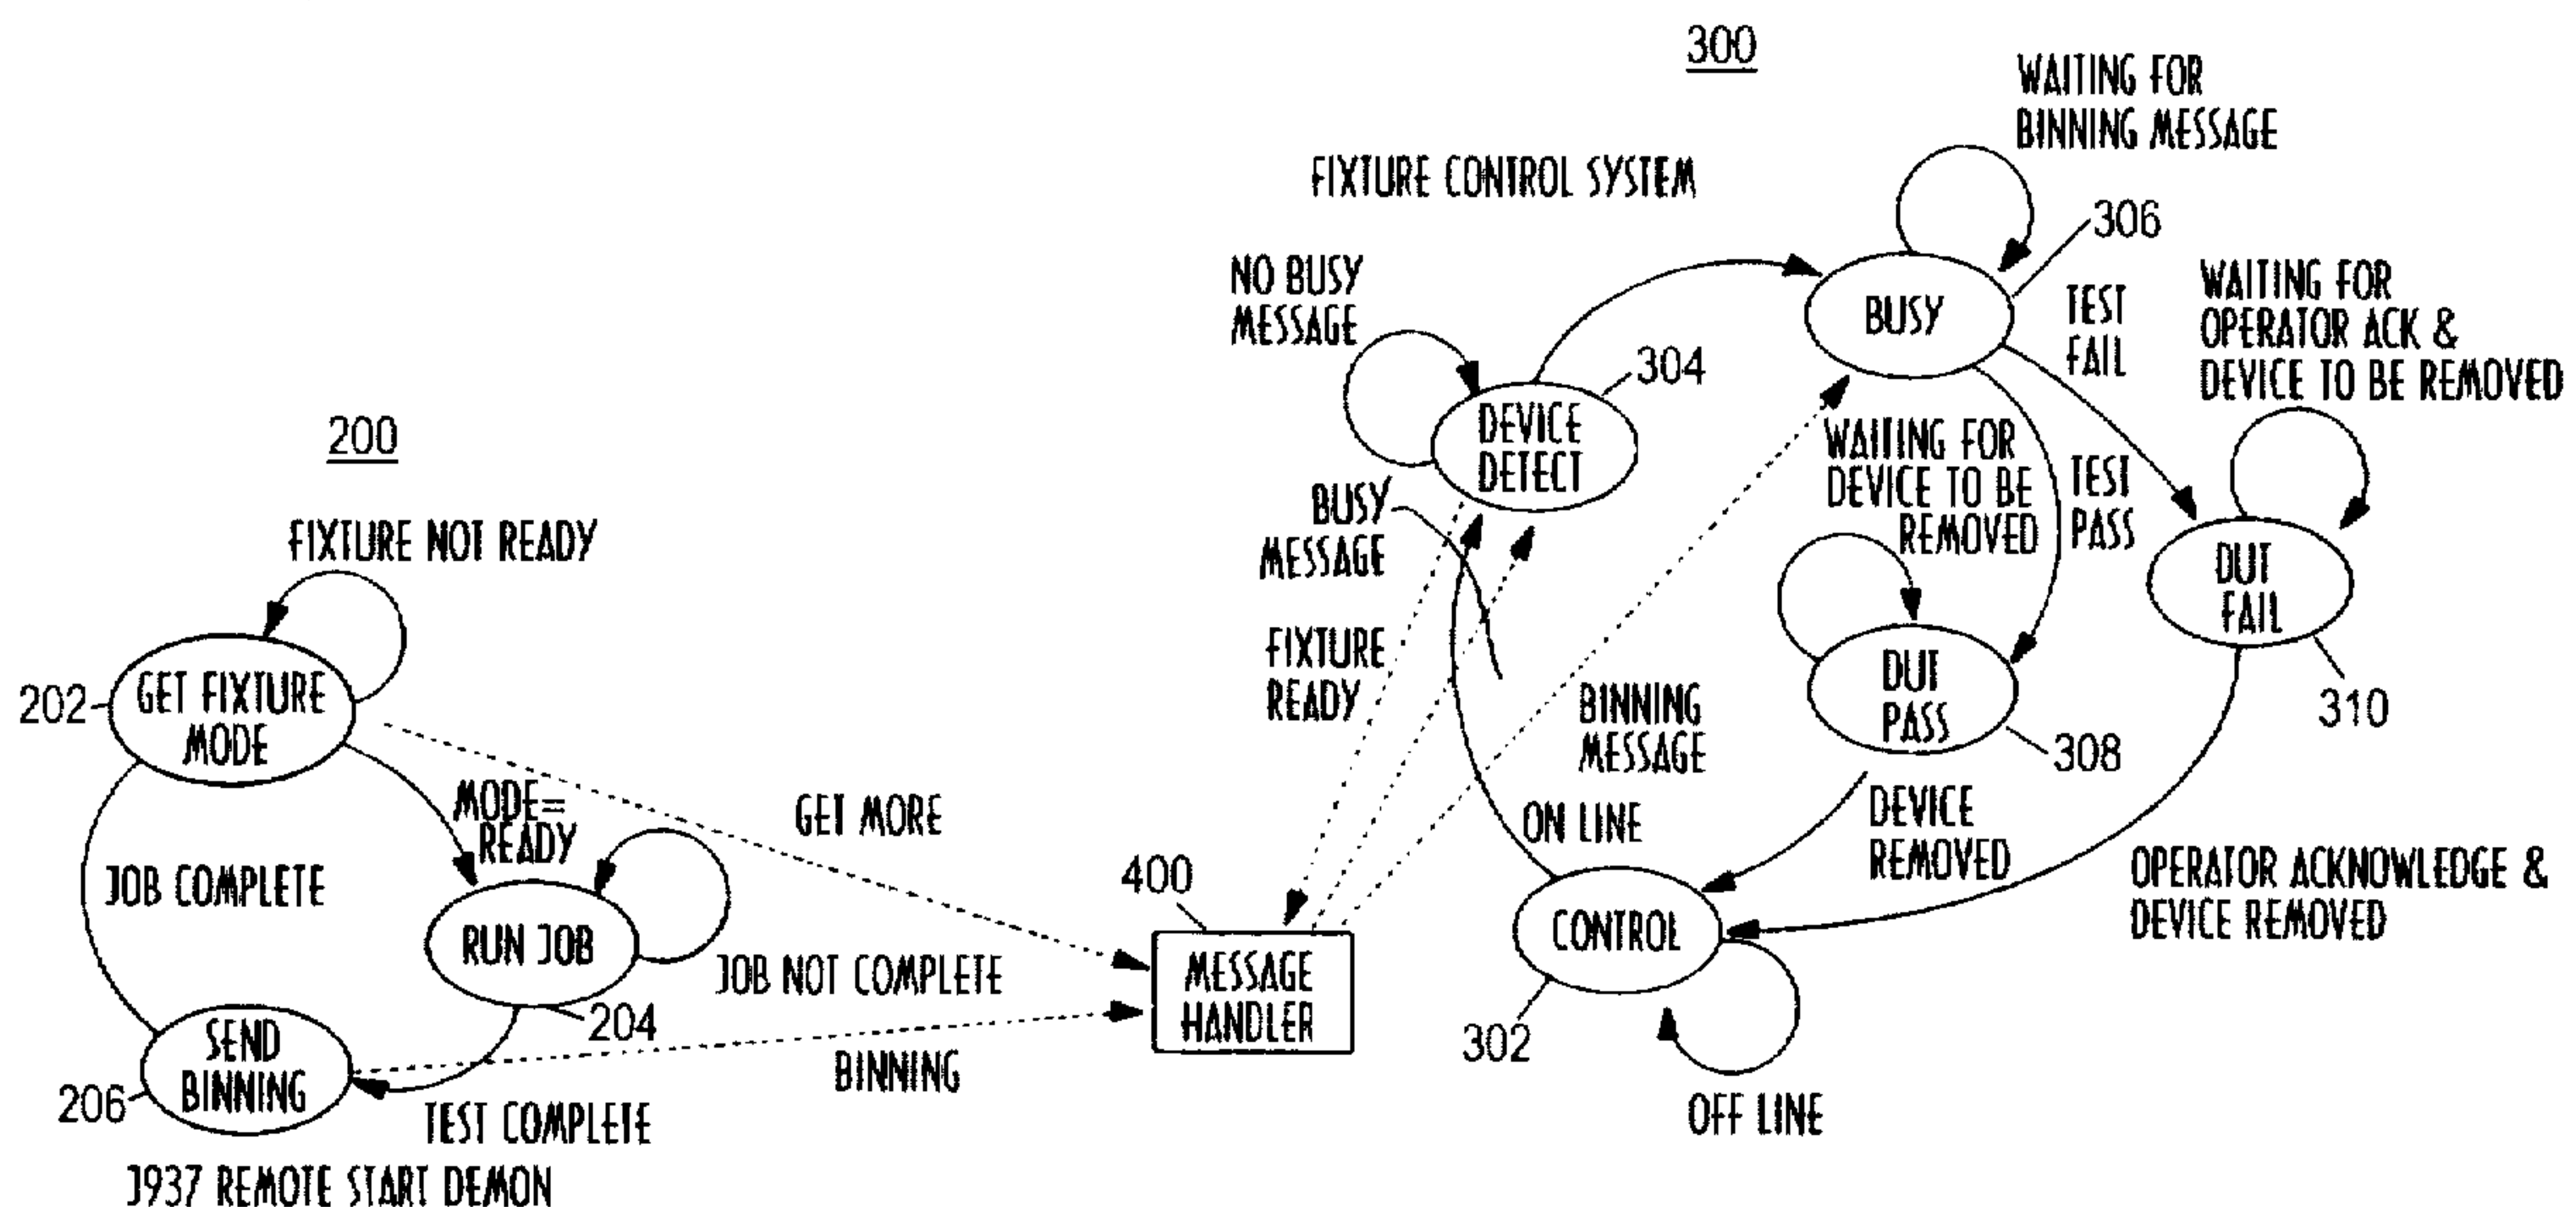 300
WAITING FOR
BINNING MESSAGE
FIXTURE CONTROL SYSTEM
306
NO BUSY
MESSAGE
BUSY
TEST
FAIL
WAITING FOR
OPERATOR ACK &
DEVICE TO BE REMOVED
304
DEVICE
DETECT
WAITING FOR
DEVICE TO BE
REMOVED
TEST
PASS
BUSY
MESSAGE
DUT
FAIL
310
FIXTURE
READY
BINNING
MESSAGE
DUT
PASS
308
ON LINE
DEVICE
REMOVED
OPERATOR ACKNOWLEDGE &
DEVICE REMOVED
CONTROL
302
OFF LINE
200
FIXTURE NOT READY
202
GET FIXTURE
MODE
MODE=
READY
GET MORE
JOB COMPLETE
RUN JOB
JOB NOT COMPLETE
204
400
MESSAGE
HANDLER
SEND
BINNING
206
BINNING
TEST COMPLETE
J937 REMOTE START DEMON